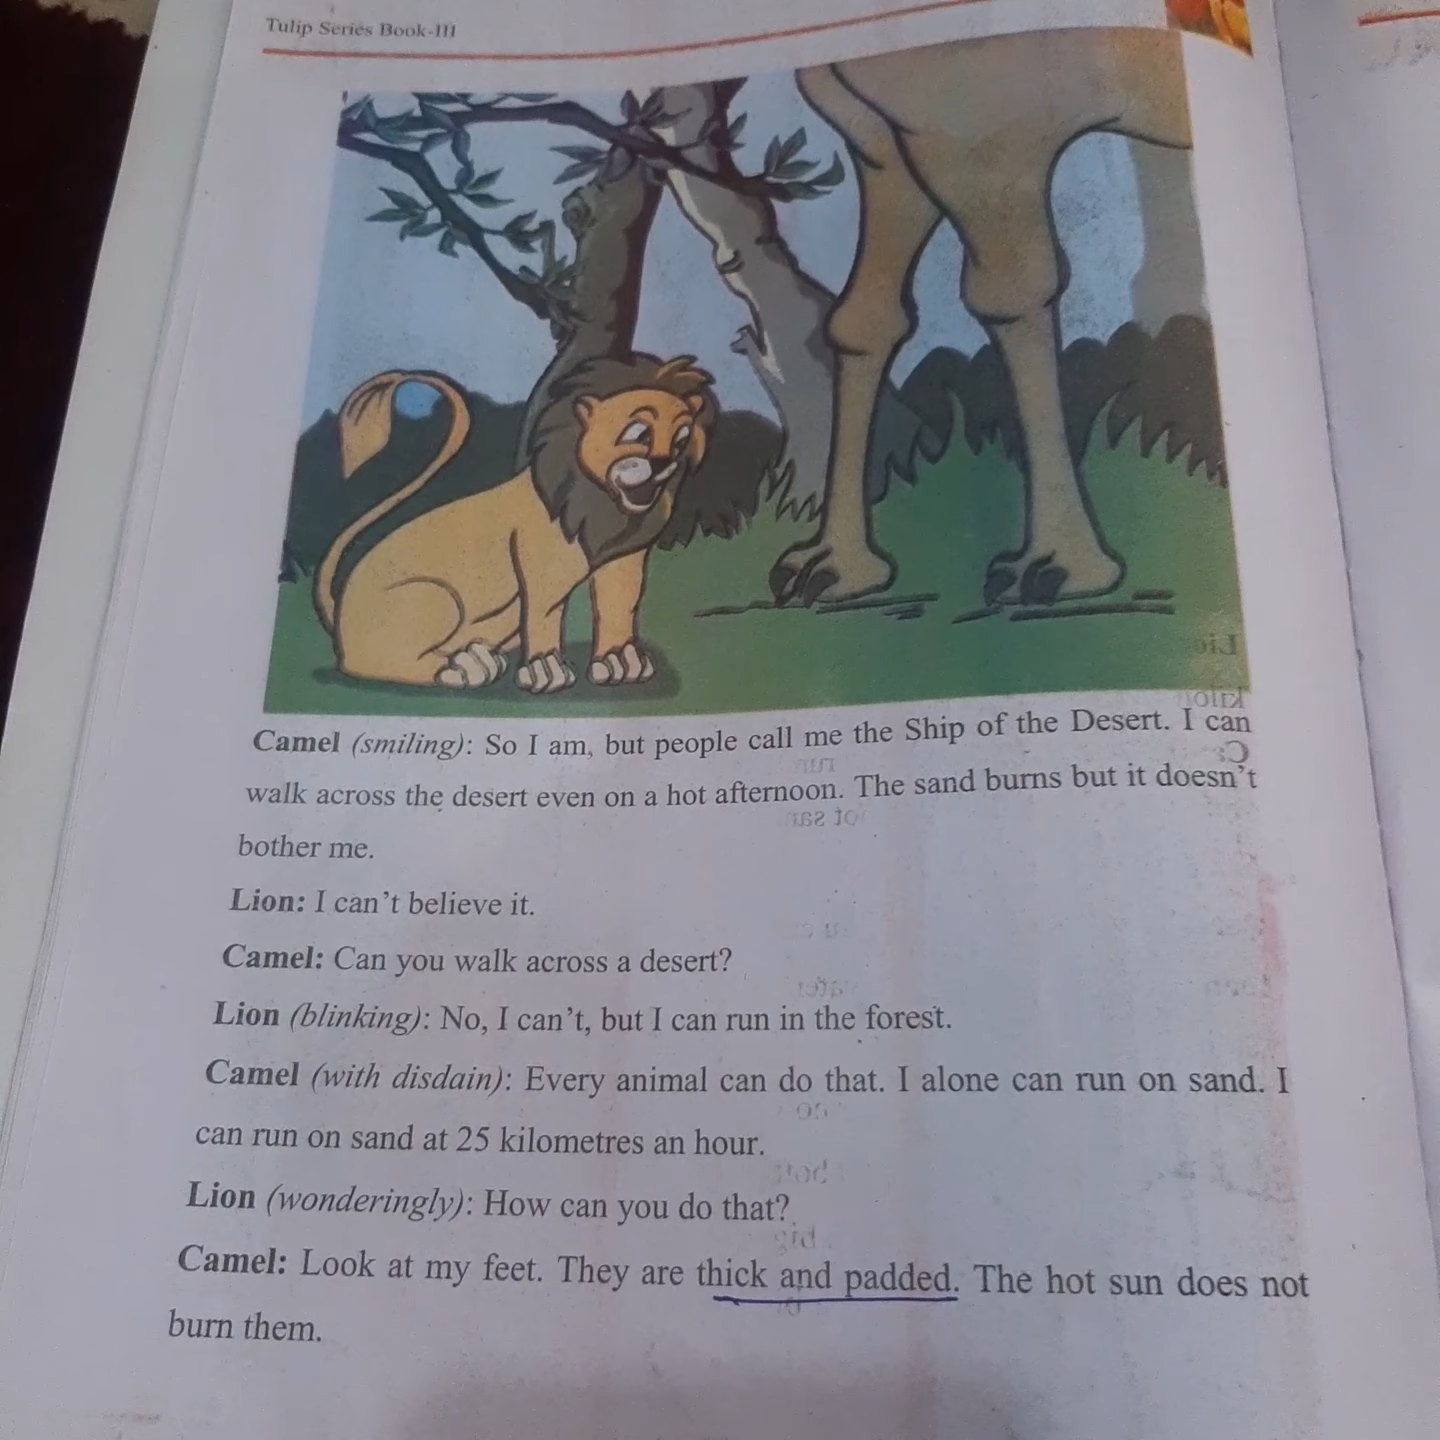 Tulip Series Book-III
Camel (smiling): So I am, but people call me the Ship of the Desert. I can
walk across the desert even on a hot afternoon. The sand burns but it doesn't
bother me.
Lion: I can't believe it.
Camel: Can you walk across a desert?
Lion (blinking): No, I can't, but I can run in the forest.
Camel (with disdain): Every animal can do that. I alone can run on sand. I
can run on sand at 25 kilometres an hour.
Lion (wonderingly): How can you do that?
Camel: Look at my feet. They are thick and padded. The hot sun does not
burn them.